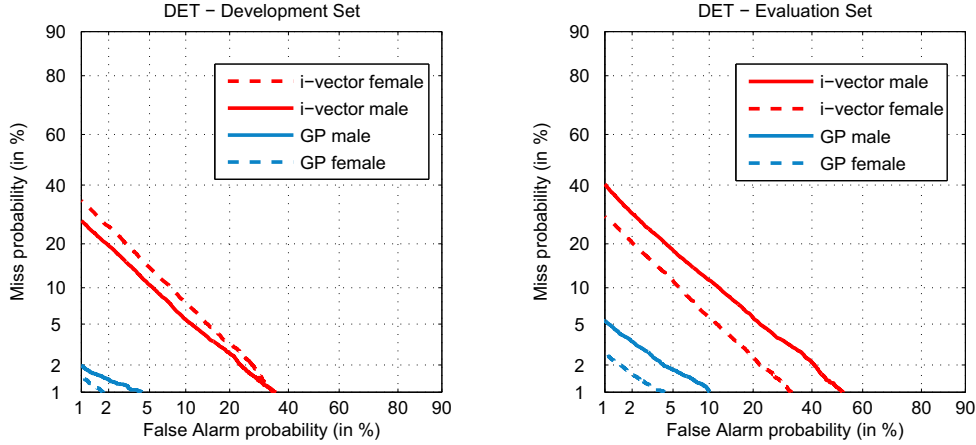 DET − Development Set
90
80
60
40
20
10
5
2
1
Miss probability (in %)
i−vector female
i−vector male
GP male
GP female
1 2 5 10 20 40 60 80 90
False Alarm probability (in %)
DET − Evaluation Set
90
80
60
40
20
10
5
2
1
Miss probability (in %)
i−vector male
i−vector female
GP male
GP female
1 2 5 10 20 40 60 80 90
False Alarm probability (in %)